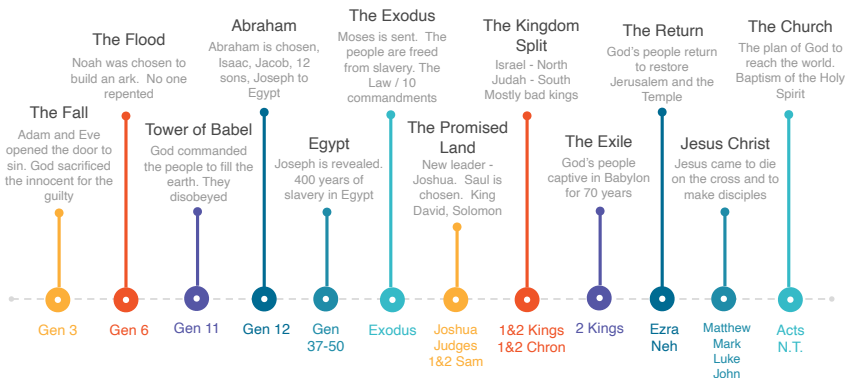 The Fall
Adam and Eve
opened the door to
sin. God sacrificed
the innocent for the
guilty
Gen 3
The Flood
Noah was chosen to
build an ark. No one
repented
Gen 6
Tower of Babel
God commanded
the people to fill the
earth. They
disobeyed
Gen 11
Abraham
Abraham is chosen,
Isaac, Jacob, 12
sons, Joseph to
Egypt
Gen 12
Egypt
Joseph is revealed.
400 years of
slavery in Egypt
Gen
37-50
The Exodus
Moses is sent. The
people are freed
from slavery. The
Law / 10
commandments
Exodus
The Promised
Land
New leader -
Joshua. Saul is
chosen. King
David, Solomon
Joshua
Judges
1&2 Sam
The Kingdom
Split
Israel - North
Judah - South
Mostly bad kings
1&2 Kings
1&2 Chron
The Exile
God's people
captive in Babylon
for 70 years
2 Kings
The Return
God's people return
to restore
Jerusalem and the
Temple
Ezra
Neh
Jesus Christ
Jesus came to die
on the cross and to
make disciples
Matthew
Mark
Luke
John
The Church
The plan of God to
reach the world.
Baptism of the Holy
Spirit
Acts
N.T.